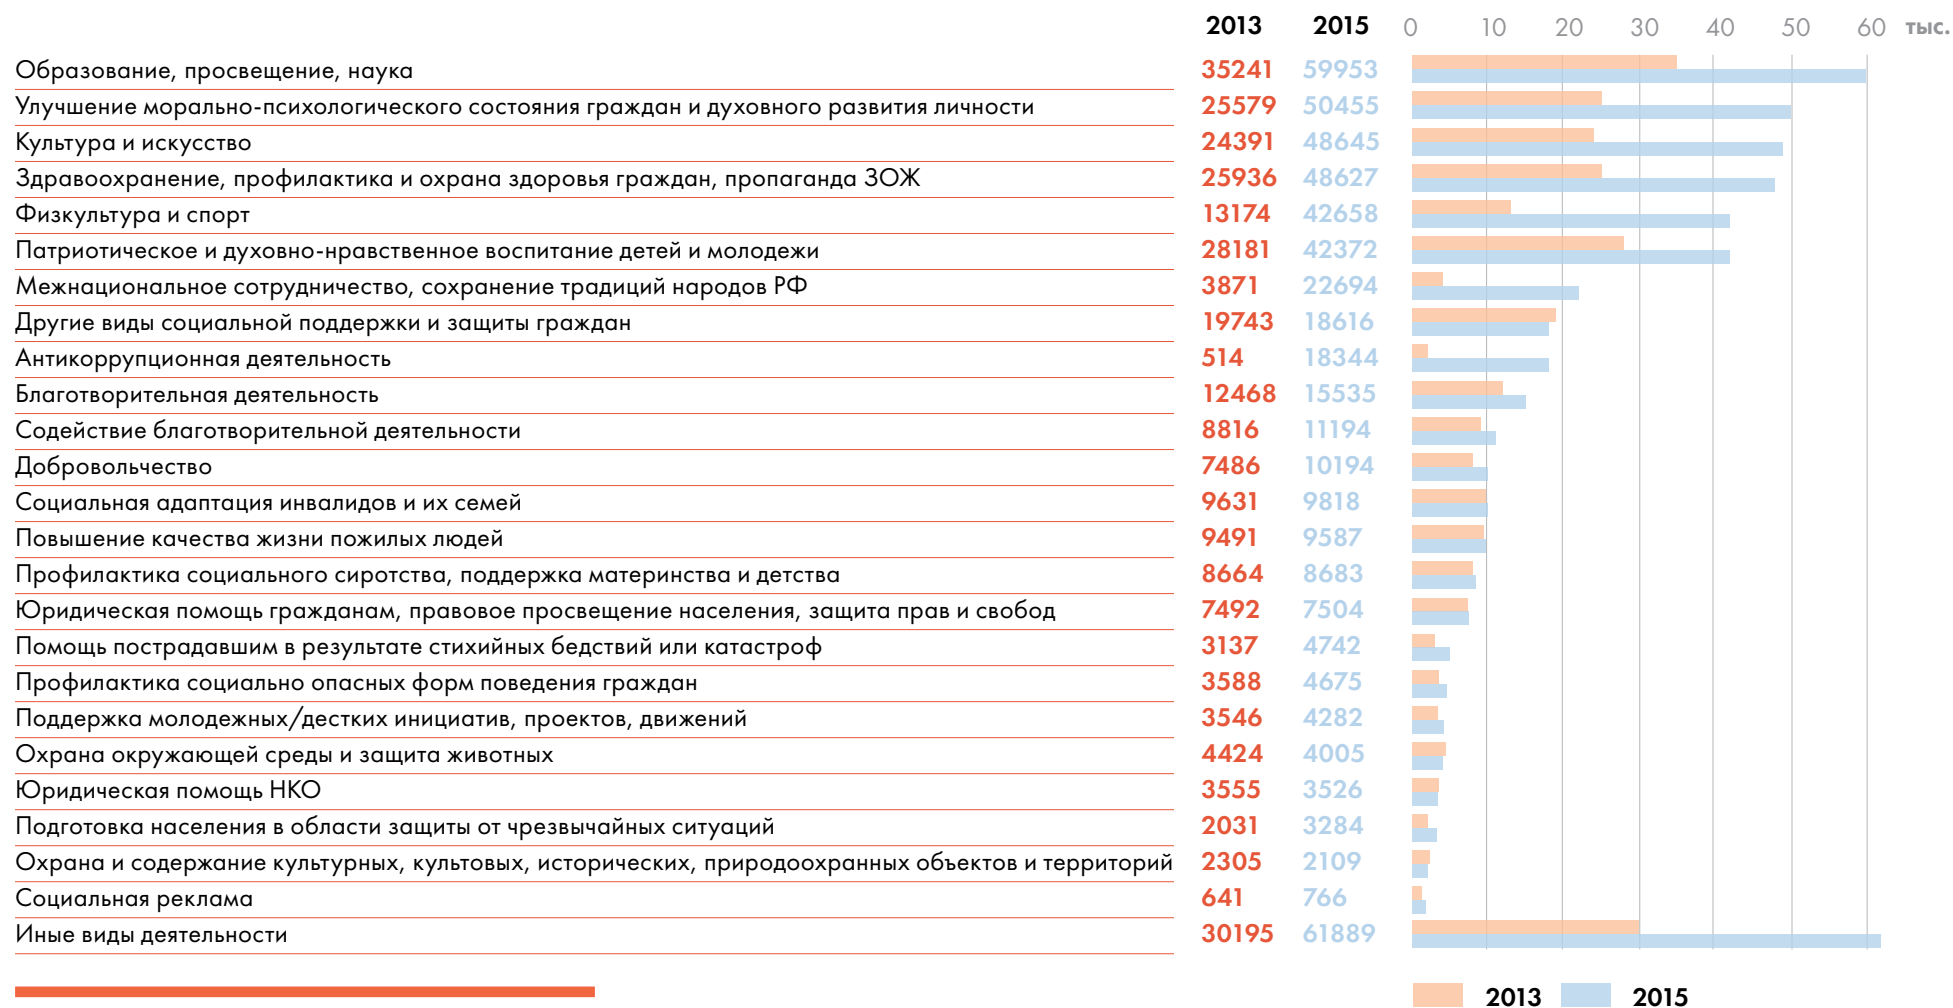 2013 2015 0 10 20 30 40 50 60 тыс.
Образование, просвещение, наука 35241 59953
Улучшение морально-психологического состояния граждан и духовного развития личности 25579 50455
Культура и искусство 24391 48645
Здравоохранение, профилактика и охрана здоровья граждан, пропаганда ЗОЖ 25936 48627
Физкультура и спорт 13174 42658
Патриотическое и духовно-нравственное воспитание детей и молодежи 28181 42372
Межнациональное сотрудничество, сохранение традиций народов РФ 3871 22694
Другие виды социальной поддержки и защиты граждан 19743 18616
Антикоррупционная деятельность 514 18344
Благотворительная деятельность 12468 15535
Содействие благотворительной деятельности 8816 11194
Добровольчество 7486 10194
Социальная адаптация инвалидов и их семей 9631 9818
Повышение качества жизни пожилых людей 9491 9587
Профилактика социального сиротства, поддержка материнства и детства 8664 8683
Юридическая помощь гражданам, правовое просвещение населения, защита прав и свобод 7492 7504
Помощь пострадавшим в результате стихийных бедствий или катастроф 3137 4742
Профилактика социально опасных форм поведения граждан 3588 4675
Поддержка молодежных/дестких инициатив, проектов, движений 3546 4282
Охрана окружающей среды и защита животных 4424 4005
Юридическая помощь НКО 3555 3526
Подготовка населения в области защиты от чрезвычайных ситуаций 2031 3284
Охрана и содержание культурных, культовых, исторических, природоохранных объектов и территорий 2305 2109
Социальная реклама 641 766
Иные виды деятельности 30195 61889
2013 2015